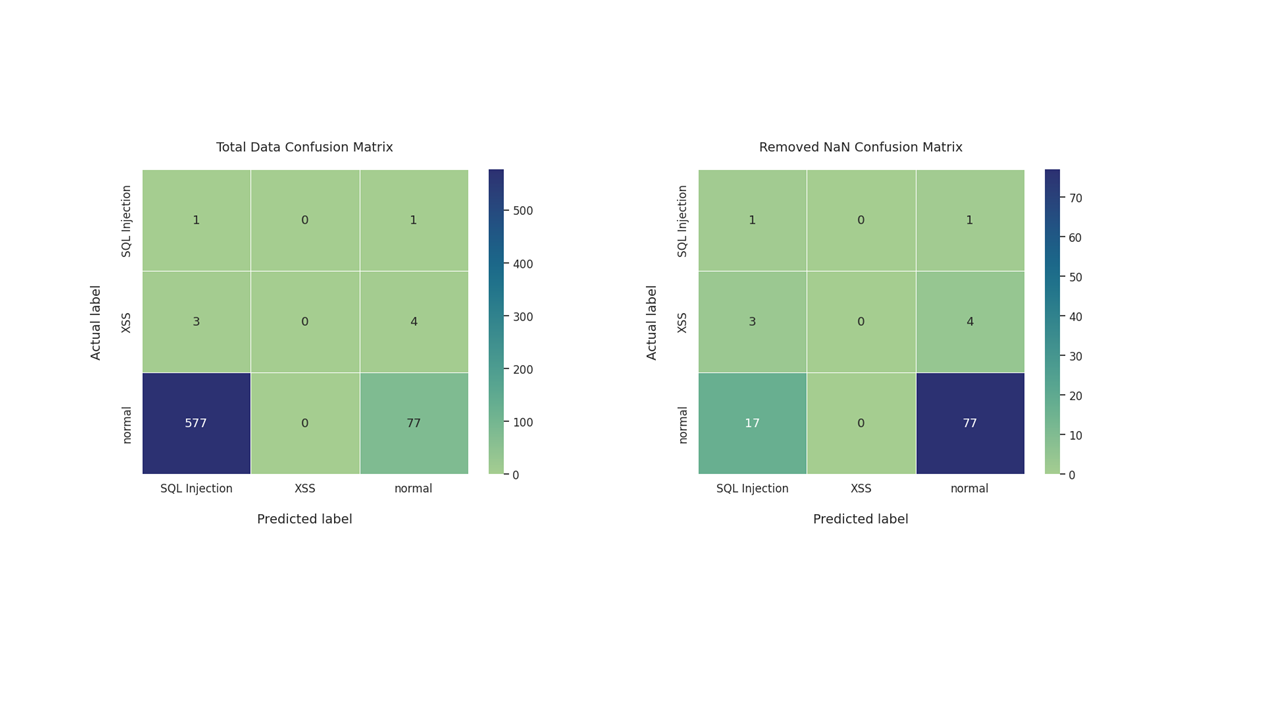 Total Data Confusion Matrix
Actual label
SQL Injection
XSS
normal
1 0 1
3 0 4
577 0 77
SQL Injection XSS normal
Predicted label
500
400
300
200
100
0
Removed NaN Confusion Matrix
Actual label
SQL Injection
XSS
normal
1 0 1
3 0 4
17 0 77
SQL Injection XSS normal
Predicted label
70
60
50
40
30
20
10
0